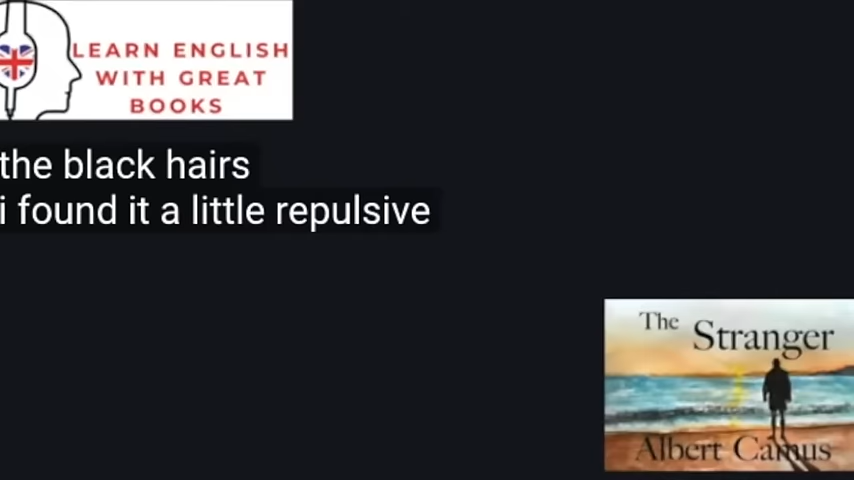 LEARN ENGLISH
WITH GREAT
BOOKS
the black hairs
i found it a little repulsive
The Stranger
Albert Camus